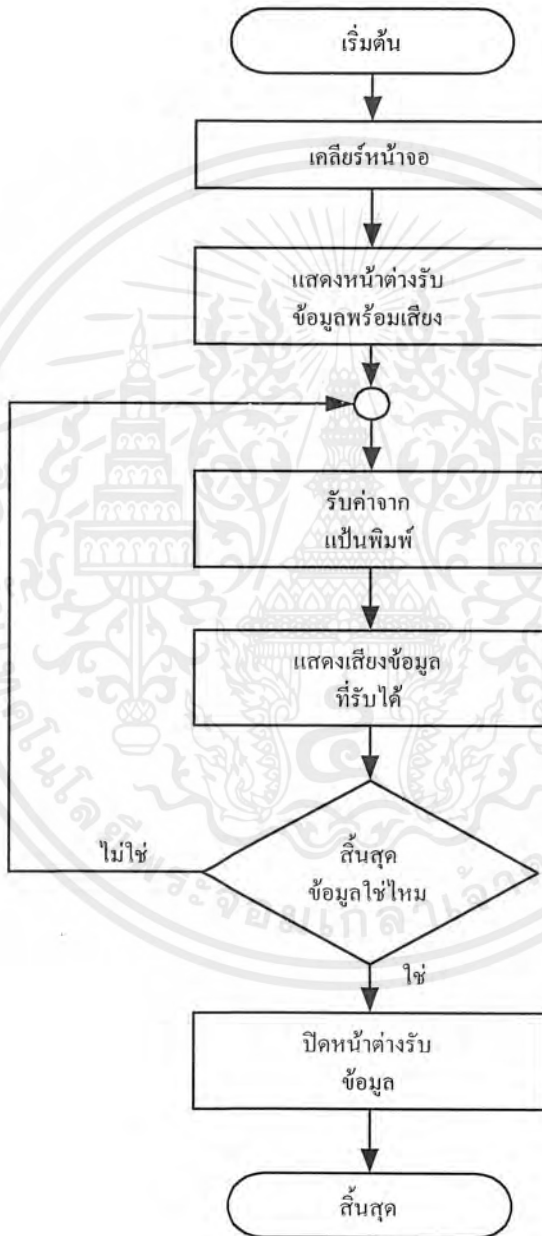 เริ่มต้น
เคลียร์หน้าจอ
แสดงหน้าต่างรับ
ข้อมูลพร้อมเสียง
รับค่าจาก
แป้นพิมพ์
แสดงเสียงข้อมูล
ที่รับได้
ไม่ใช่
สิ้นสุด
ข้อมูลใช่ไหม
ใช่
ปิดหน้าต่างรับ
ข้อมูล
สิ้นสุด